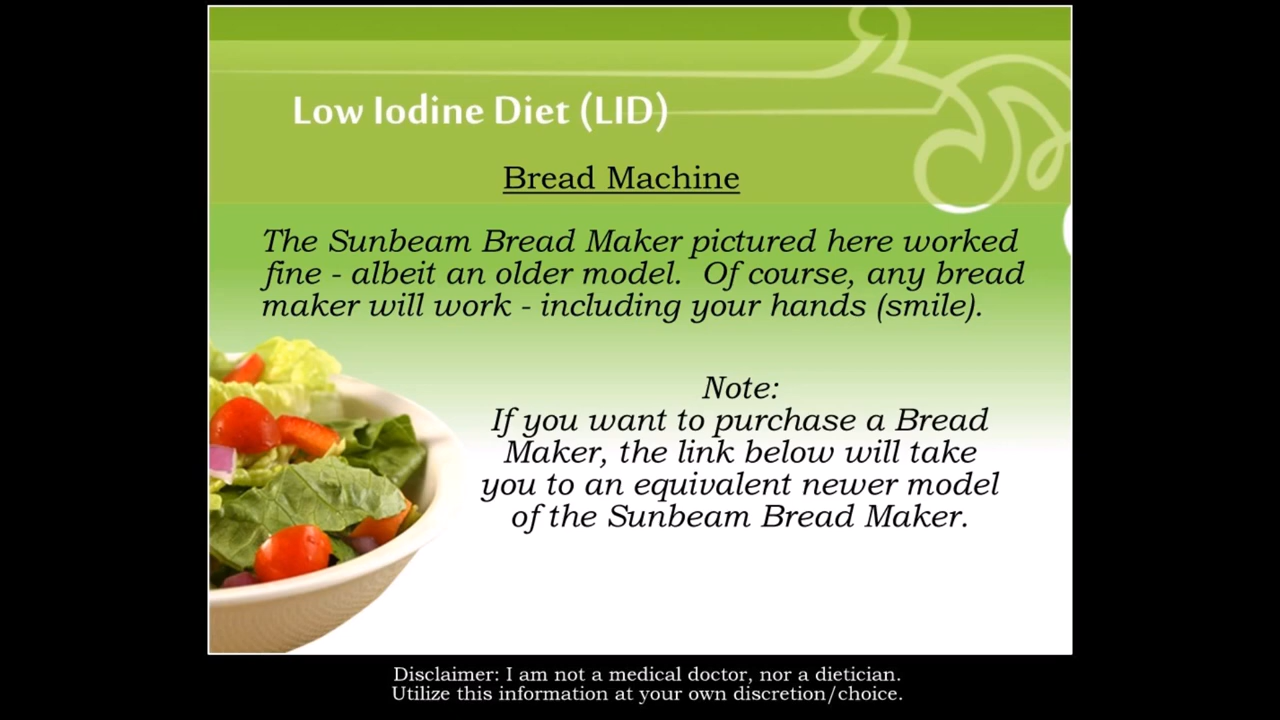 Low Iodine Diet (LID)
Bread Machine
The Sunbeam Bread Maker pictured here worked
fine - albeit an older model.  Of course, any bread
maker will work - including your hands (smile).
Note:
If you want to purchase a Bread
Maker, the link below will take
you to an equivalent newer model
of the Sunbeam Bread Maker.
Disclaimer: I am not a medical doctor, nor a dietician.
Utilize this information at your own discretion/choice.